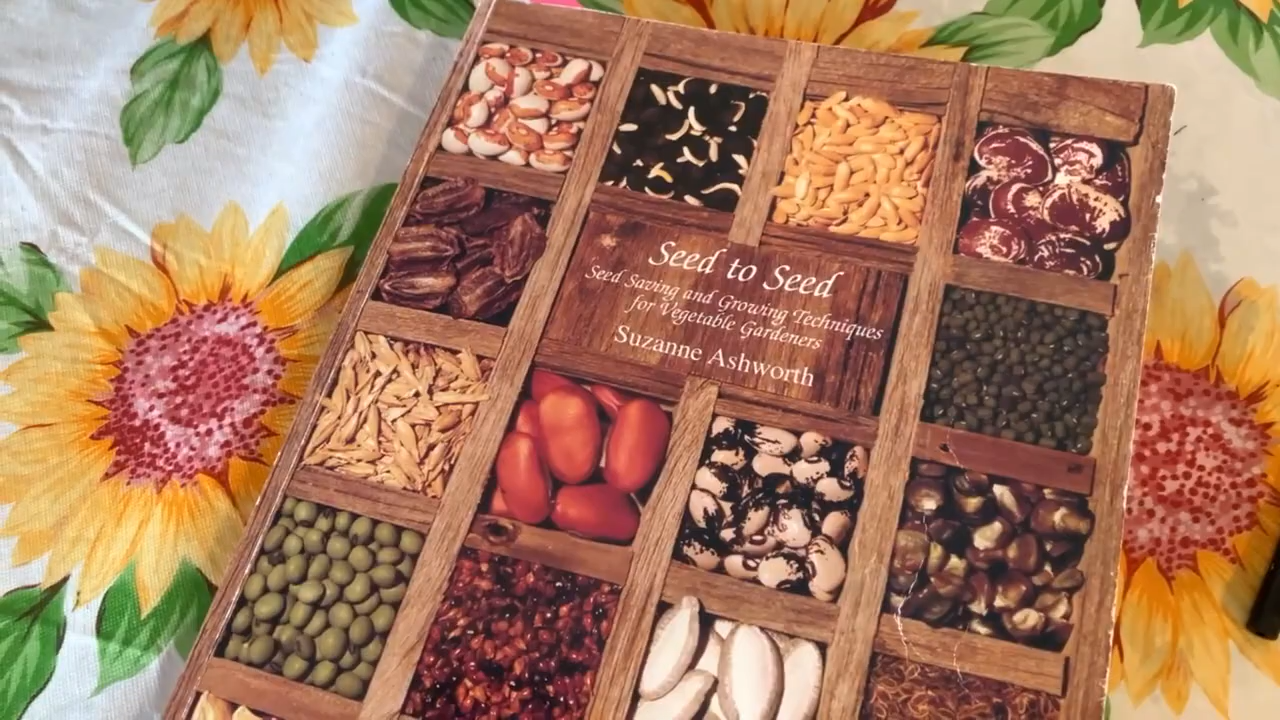 Seed to Seed
Seed Saving and Growing Techniques
for Vegetable Gardeners
Suzanne Ashworth